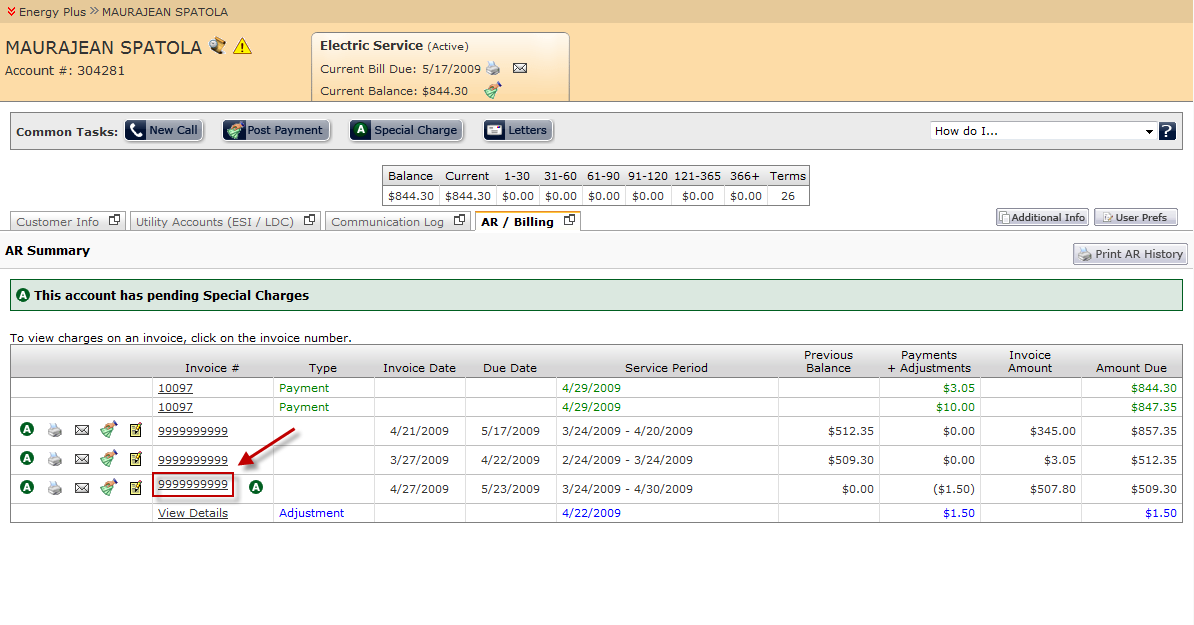 Energy Plus » MAURAJEAN SPATOLA
MAURAJEAN SPATOLA
Account #: 304281
Electric Service (Active)
Current Bill Due: 5/17/2009
Current Balance: $844.30
Common Tasks: New Call Post Payment A Special Charge Letters How do I... ?
Balance Current 1-30 31-60 61-90 91-120 121-365 366+ Terms
$844.30 $844.30 $0.00 $0.00 $0.00 $0.00 $0.00 $0.00 26
Customer Info Utility Accounts (ESI / LDC) Communication Log AR / Billing Additional Info User Prefs
AR Summary
Print AR History
A This account has pending Special Charges
To view charges on an invoice, click on the invoice number.
Invoice # Type Invoice Date Due Date Service Period Previous Balance Payments + Adjustments Invoice Amount Amount Due
10097 Payment 4/29/2009 $3.05 $844.30
10097 Payment 4/29/2009 $10.00 $847.35
A 9999999999 4/21/2009 5/17/2009 3/24/2009 - 4/20/2009 $512.35 $0.00 $345.00 $857.35
A 9999999999 3/27/2009 4/22/2009 2/24/2009 - 3/24/2009 $509.30 $0.00 $3.05 $512.35
A 9999999999 A 4/27/2009 5/23/2009 3/24/2009 - 4/30/2009 $0.00 ($1.50) $507.80 $509.30
View Details Adjustment 4/22/2009 $1.50 $1.50